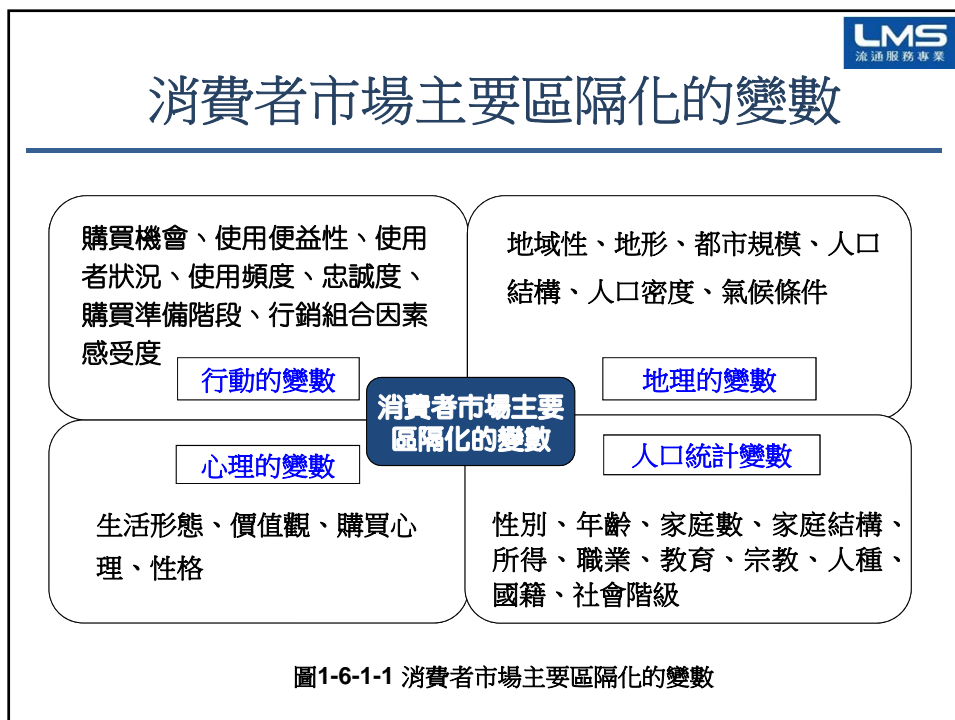 LMS
流通服務專業
消費者市場主要區隔化的變數
購買機會、使用便益性、使用
者狀況、使用頻度、忠誠度、
購買準備階段、行銷組合因素
感受度
行動的變數
地域性、地形、都市規模、人口
結構、人口密度、氣候條件
地理的變數
消費者市場主要
區隔化的變數
心理的變數
生活形態、價值觀、購買心
理、性格
人口統計變數
性別、年齡、家庭數、家庭結構、
所得、職業、教育、宗教、人種、
國籍、社會階級
圖1-6-1-1 消費者市場主要區隔化的變數